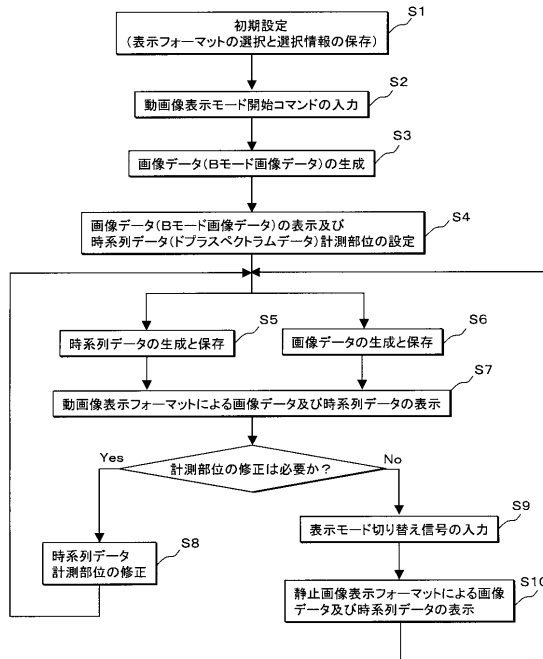 S1
初期設定
(表示フォーマットの選択と選択情報の保存)
S2
動画像表示モード開始コマンドの入力
S3
画像データ(Bモード画像データ)の生成
S4
画像データ(Bモード画像データ)の表示及び
時系列データ(ドプラスペクトラムデータ)計測部位の設定
S5
時系列データの生成と保存
S6
画像データの生成と保存
S7
動画像表示フォーマットによる画像データ及び時系列データの表示
Yes
計測部位の修正は必要か?
No
S8
時系列データ
計測部位の修正
S9
表示モード切り替え信号の入力
S10
静止画像表示フォーマットによる画像
データ及び時系列データの表示